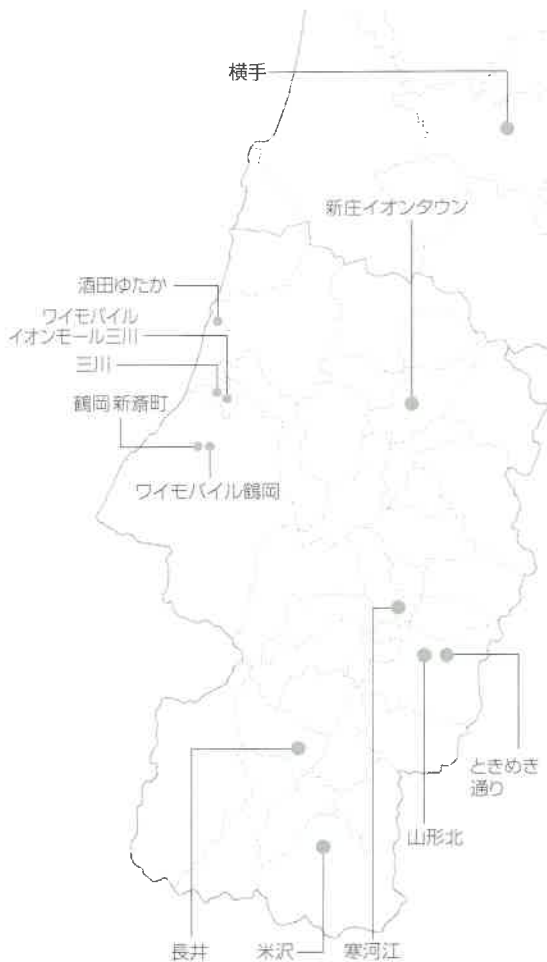 横手
新庄イオンタウン
酒田ゆたか
ワイモバイル
イオンモール三川
三川
鶴岡新斎町
ワイモバイル鶴岡
ときめき
通り
山形北
長井
米沢
寒河江